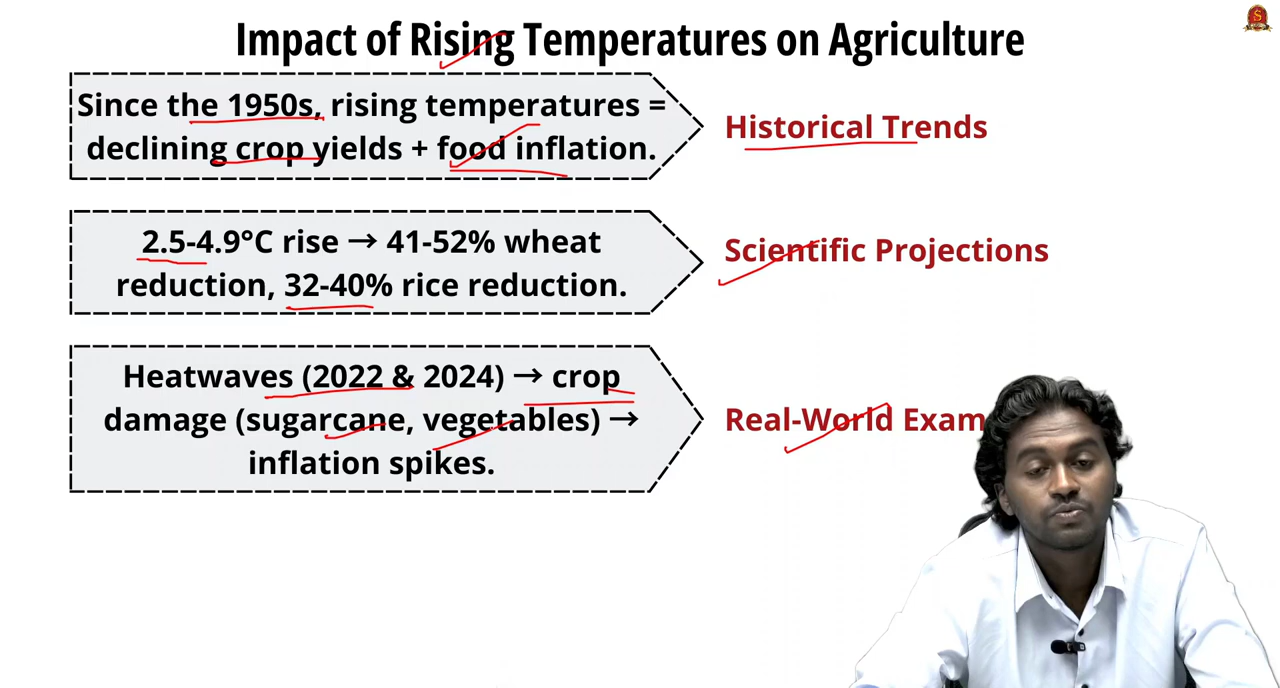 Impact of Rising Temperatures on Agriculture
Since the 1950s, rising temperatures =
declining crop yields + food inflation.
Historical Trends
2.5-4.9°C rise → 41-52% wheat
reduction, 32-40% rice reduction.
Scientific Projections
Heatwaves (2022 & 2024) → crop
damage (sugarcane, vegetables) →
inflation spikes.
Real-World Exam